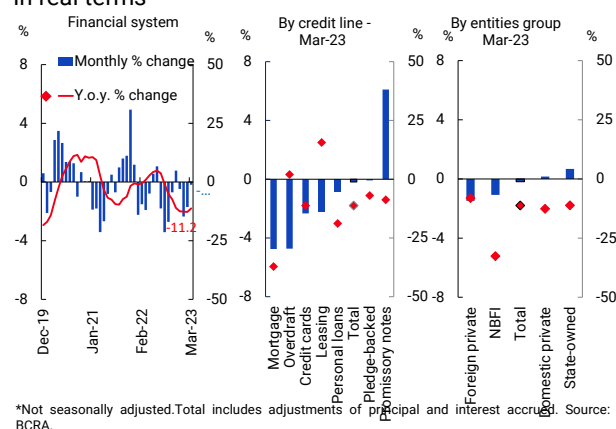 in real terms
Financial system
By credit line -
Mar-23
By entities group
Mar-23
%
%
%
%
%
%
Monthly % change
Y.o.y. % change
8
4
0
-4
-8
50
25
0
-25
-50
-...
-11.2
Dec-19
Jan-21
Feb-22
Mar-23
8
4
0
-4
-8
50
25
0
-25
-50
Mortgage
Overdraft
Credit cards
Leasing
Personal loans
Total
Pledge-backed
Promissory notes
8
4
0
-4
-8
50
25
0
-25
-50
Foreign private
NBFI
Total
Domestic private
State-owned
*Not seasonally adjusted.Total includes adjustments of principal and interest accrued. Source:
BCRA.